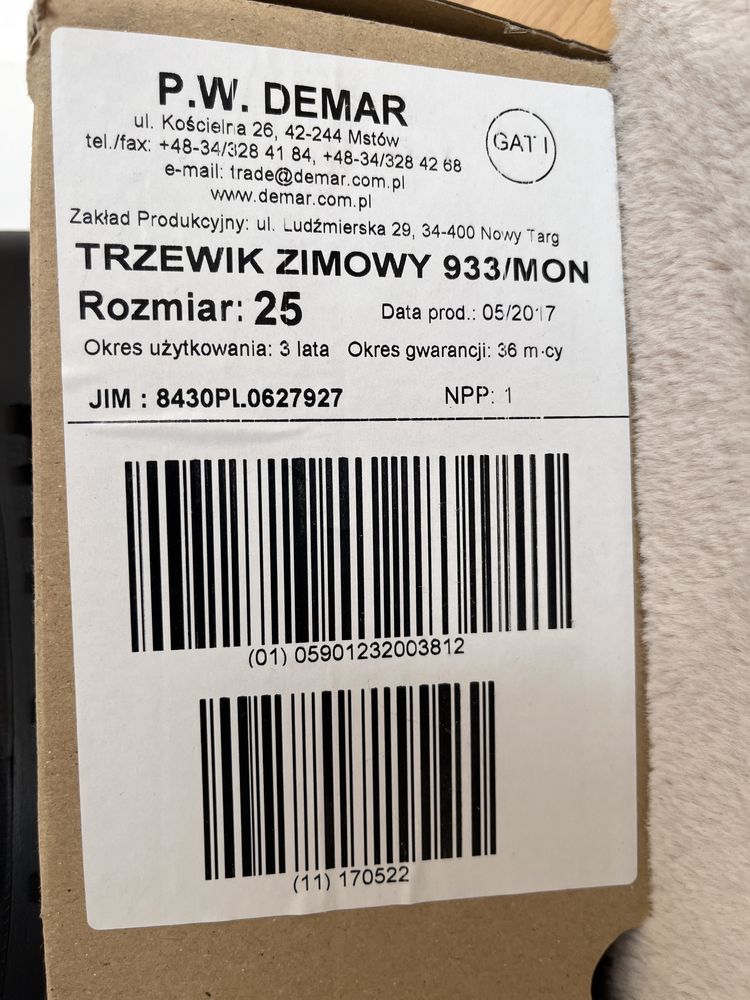 P.W. DEMAR
ul. Kościelna 26, 42-244 Mstów
tel./fax: +48-34/328 41 84, +48-34/328 42 68
e-mail: trade@demar.com.pl
www.demar.com.pl
GAT I
Zakład Produkcyjny: ul. Ludźmierska 29, 34-400 Nowy Targ
TRZEWIK ZIMOWY 933/MON
Rozmiar: 25 Data prod.: 05/2017
Okres użytkowania: 3 lata Okres gwarancji: 36 m-cy
JIM : 8430PL0627927 NPP: 1
(01) 05901232003812
(11) 170522